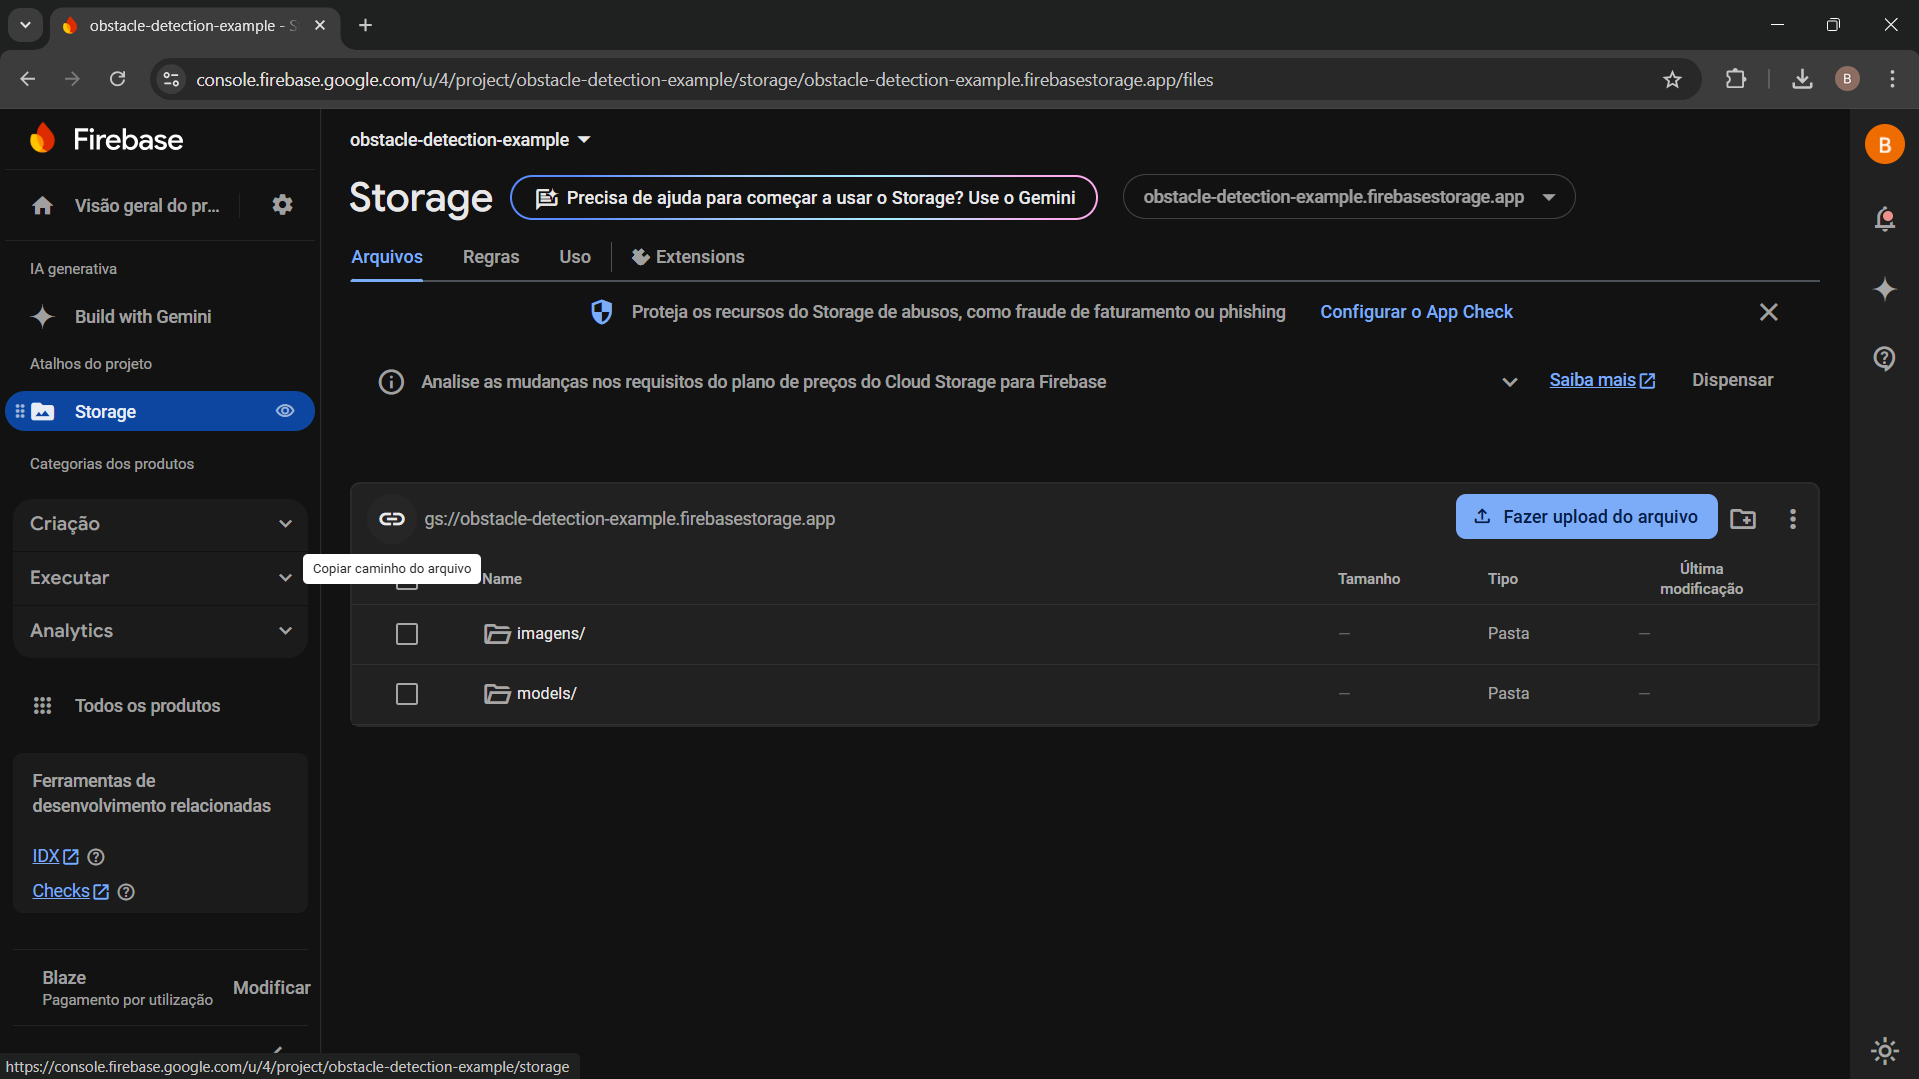 obstacle-detection-example - S
console.firebase.google.com/u/4/project/obstacle-detection-example/storage/obstacle-detection-example.firebasestorage.app/files
B
Firebase
obstacle-detection-example
B
Visão geral do pr...
Storage
Precisa de ajuda para começar a usar o Storage? Use o Gemini
obstacle-detection-example.firebasestorage.app
Arquivos
Regras
Uso
Extensions
IA generativa
Build with Gemini
Proteja os recursos do Storage de abusos, como fraude de faturamento ou phishing
Configurar o App Check
Atalhos do projeto
Analise as mudanças nos requisitos do plano de preços do Cloud Storage para Firebase
Saiba mais
Dispensar
Storage
Categorias dos produtos
Criação
gs://obstacle-detection-example.firebasestorage.app
Fazer upload do arquivo
Executar
Copiar caminho do arquivo
Name
Tamanho
Tipo
Última
modificação
Analytics
imagens/
—
Pasta
—
models/
—
Pasta
—
Todos os produtos
Ferramentas de
desenvolvimento relacionadas
IDX
Checks
Blaze
Pagamento por utilização
Modificar
https://console.firebase.google.com/u/4/project/obstacle-detection-example/storage